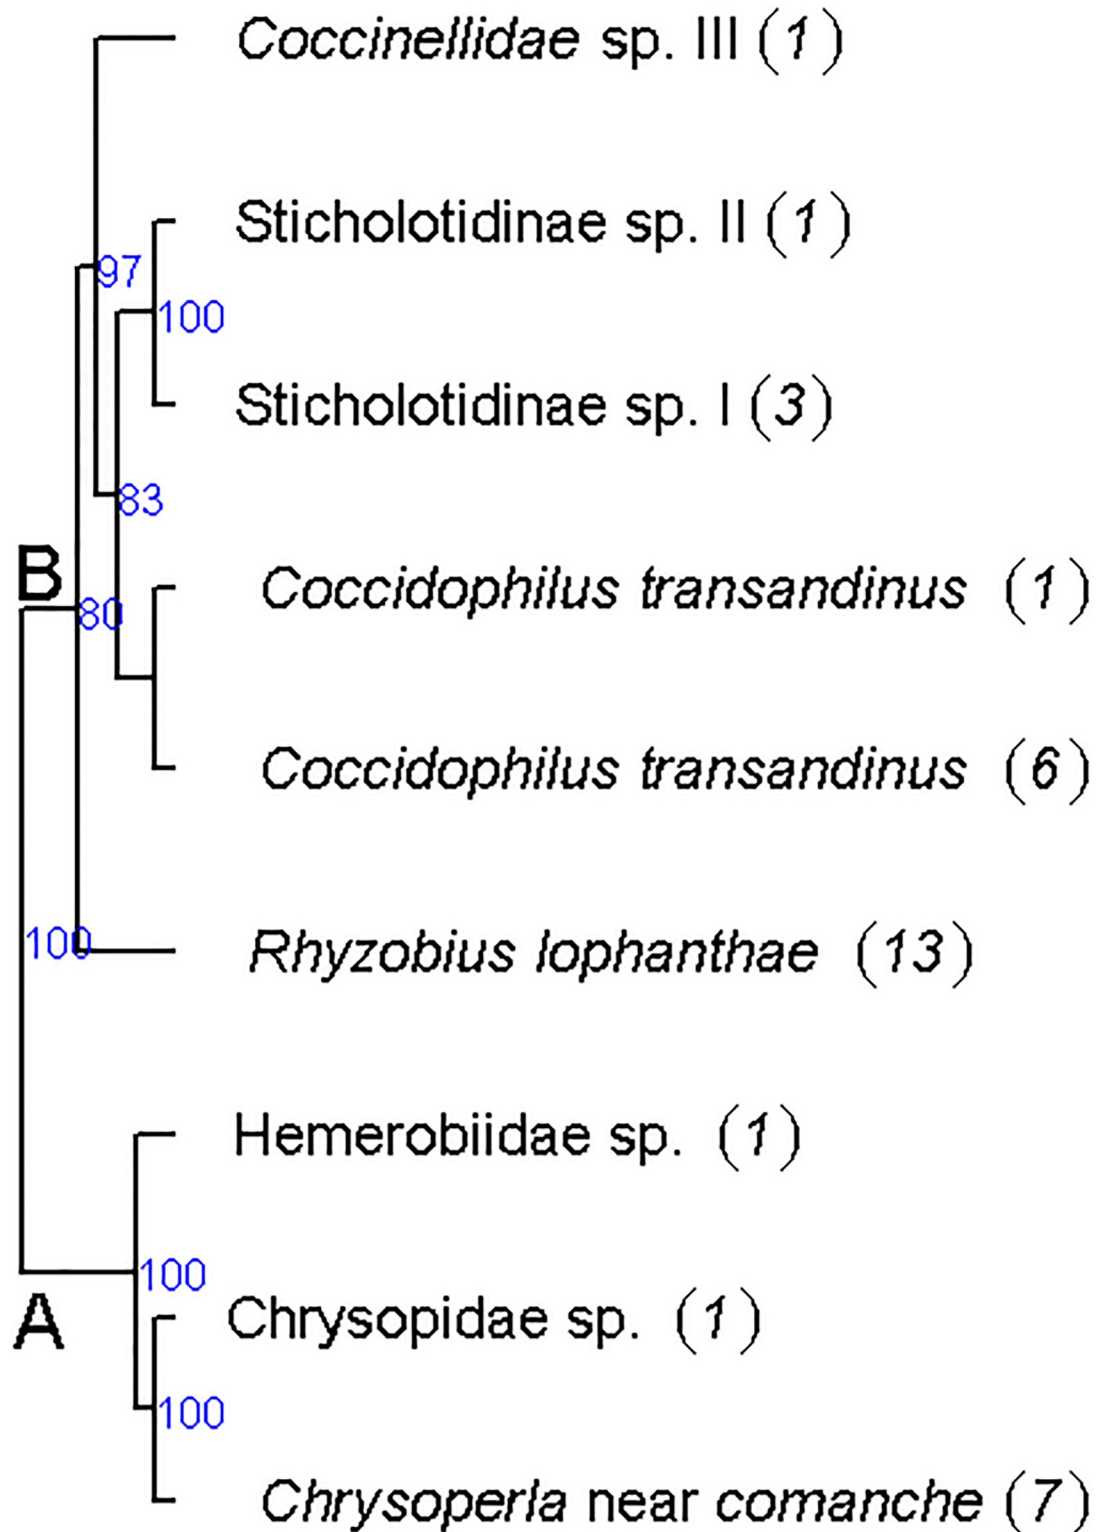 Coccinellidae sp. III (1)
Sticholotidinae sp. II (1)
97
100
Sticholotidinae sp. I (3)
83
B
Coccidophilus transandinus (1)
80
Coccidophilus transandinus (6)
100
Rhyzobius lophanthae (13)
Hemerobiidae sp. (1)
100
A
Chrysopidae sp. (1)
100
Chrysoperla near comanche (7)